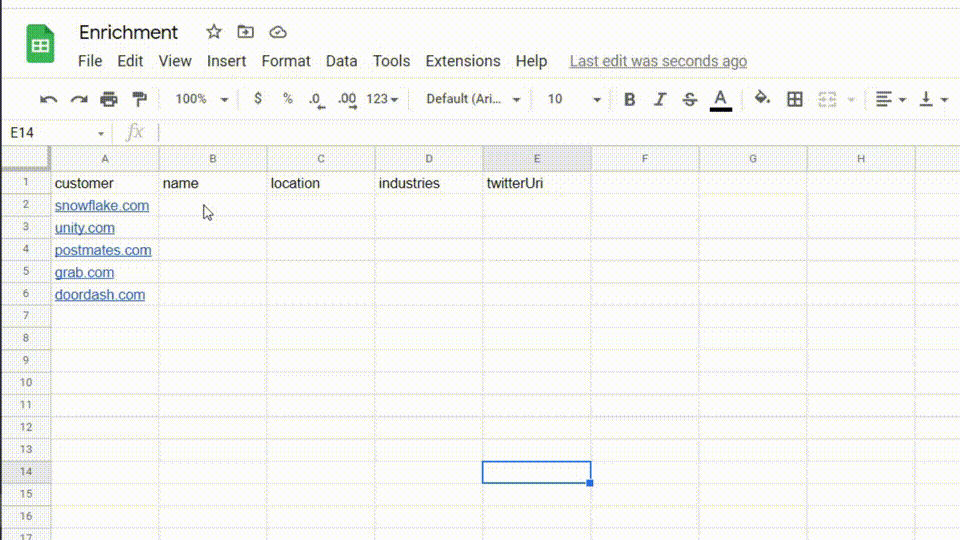 Enrichment
File Edit View Insert Format Data Tools Extensions Help Last edit was seconds ago
100% $ % .0 .00 123 Default (Ari... 10 B I S A
E14 fx
A B C D E F G H
1 customer name location industries twitterUri
2 snowflake.com
3 unity.com
4 postmates.com
5 grab.com
6 doordash.com
7
8
9
10
11
12
13
14
15
16
17